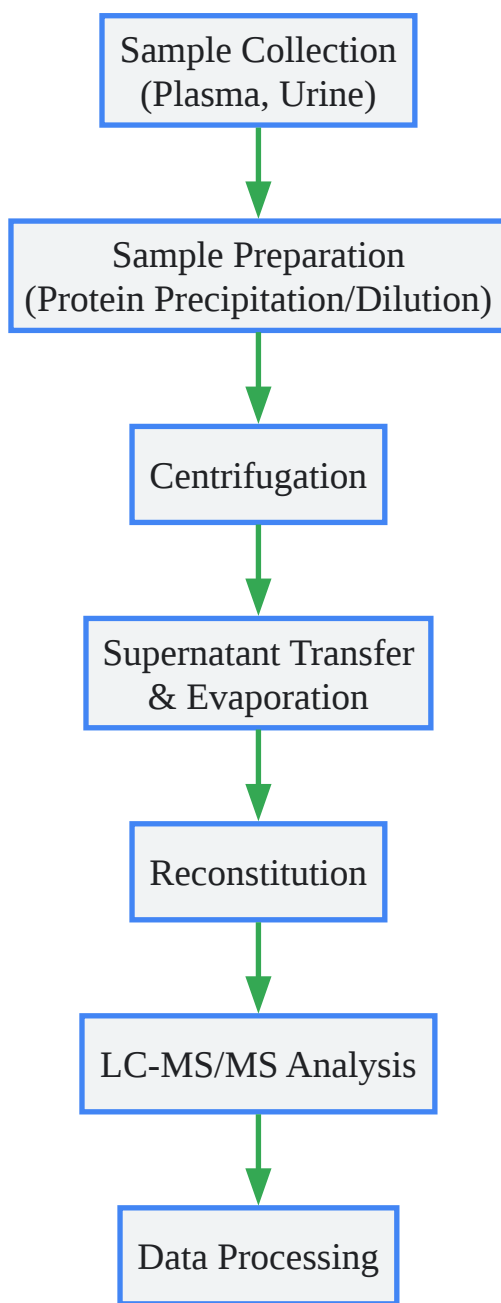 Sample Collection
(Plasma, Urine)
Sample Preparation
(Protein Precipitation/Dilution)
Centrifugation
Supernatant Transfer
& Evaporation
Reconstitution
LC-MS/MS Analysis
Data Processing